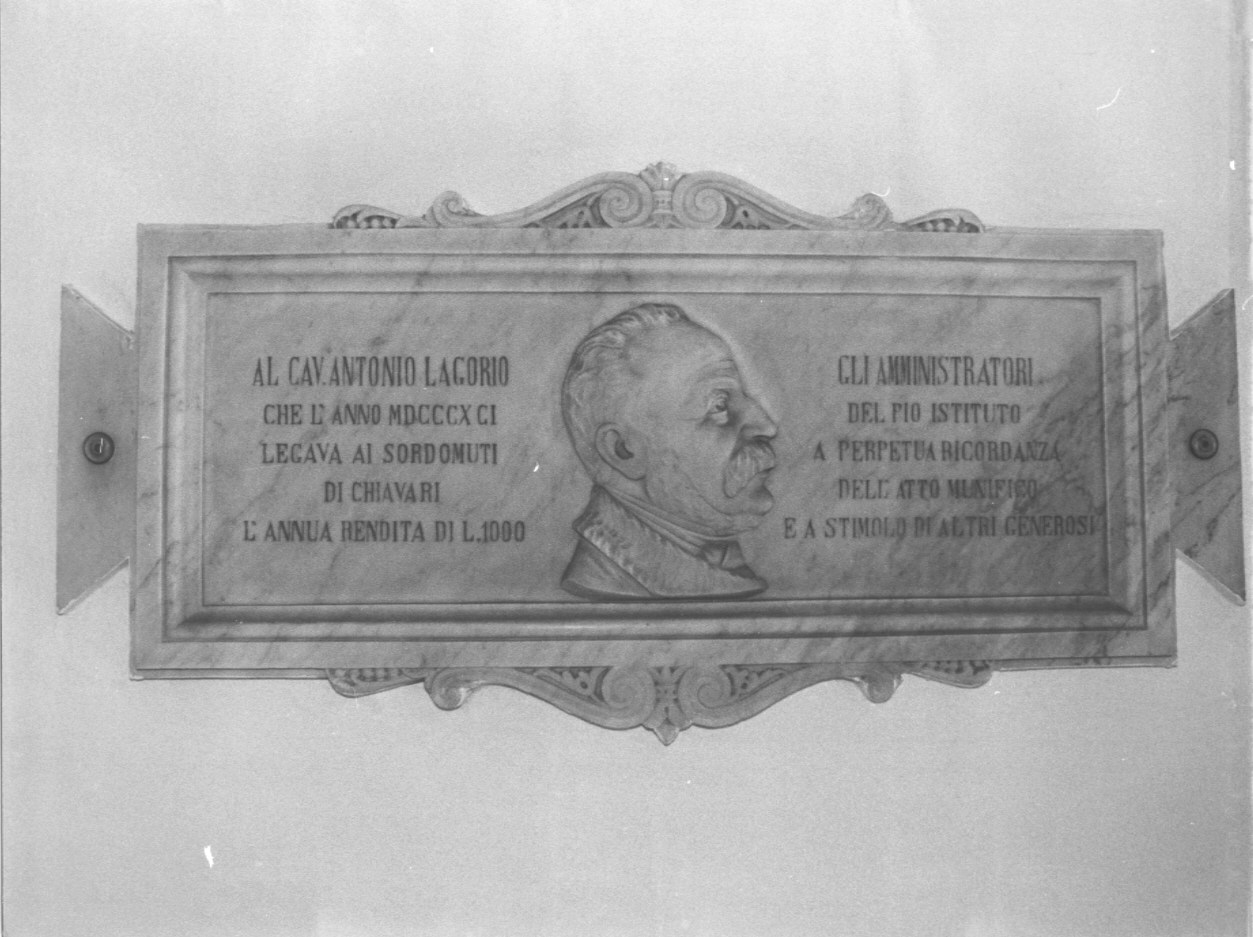 AL CAV. ANTONIO LAGORIO
CHE L'ANNO MDCCCXCI
LEGAVA AI SORDOMUTI
DI CHIAVARI
L'ANNUA RENDITA DI L.1000
GLI AMMINISTRATORI
DEL PIO ISTITUTO
A PERPETUA RICORDANZA
DELL'ATTO MUNIFICO
E A STIMOLO DI ALTRI GENEROSI